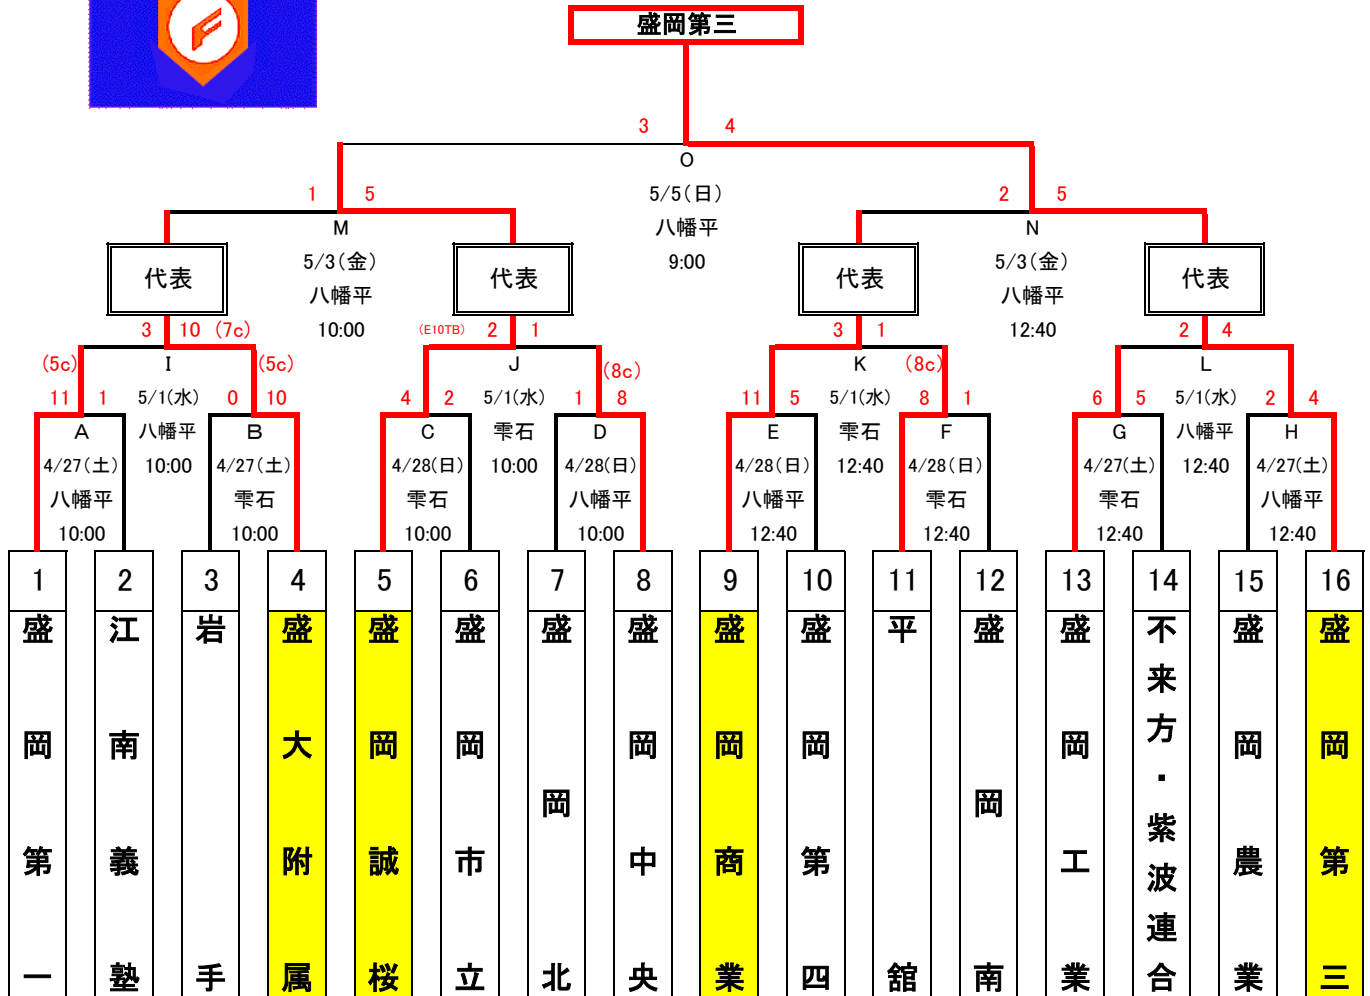 盛岡第三
3 4
O
5/5(日)
八幡平
9:00
1 5
M
5/3(金)
八幡平
10:00
2 5
N
5/3(金)
八幡平
12:40
代表
代表
代表
代表
3 10 (7c)
I
5/1(水)
八幡平
10:00
(E10TB) 2 1
J
5/1(水)
雫石
10:00
3 1
K
5/1(水)
雫石
12:40
2 4
L
5/1(水)
八幡平
12:40
(5c)
11 1
A
4/27(土)
八幡平
10:00
(5c)
0 10
B
4/27(土)
雫石
10:00
4 2
C
4/28(日)
雫石
10:00
(8c)
1 8
D
4/28(日)
八幡平
10:00
11 5
E
4/28(日)
八幡平
12:40
(8c)
8 1
F
4/28(日)
雫石
12:40
6 5
G
4/27(土)
雫石
12:40
2 4
H
4/27(土)
八幡平
12:40
1
盛岡第一
2
江南義塾
3
岩手
4
盛大附属
5
盛岡誠桜
6
盛岡市立
7
盛岡北
8
盛岡中央
9
盛岡商業
10
盛岡第四
11
平舘
12
盛岡南
13
盛岡工業
14
不来方・紫波連合
15
盛岡農業
16
盛岡第三